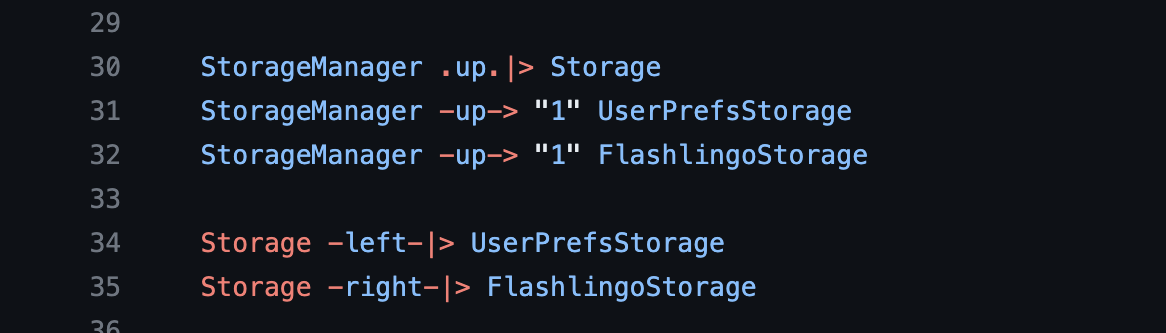 29
30 StorageManager .up.|> Storage
31 StorageManager -up-> "1" UserPrefsStorage
32 StorageManager -up-> "1" FlashlingoStorage
33
34 Storage -left-|> UserPrefsStorage
35 Storage -right-|> FlashlingoStorage
36